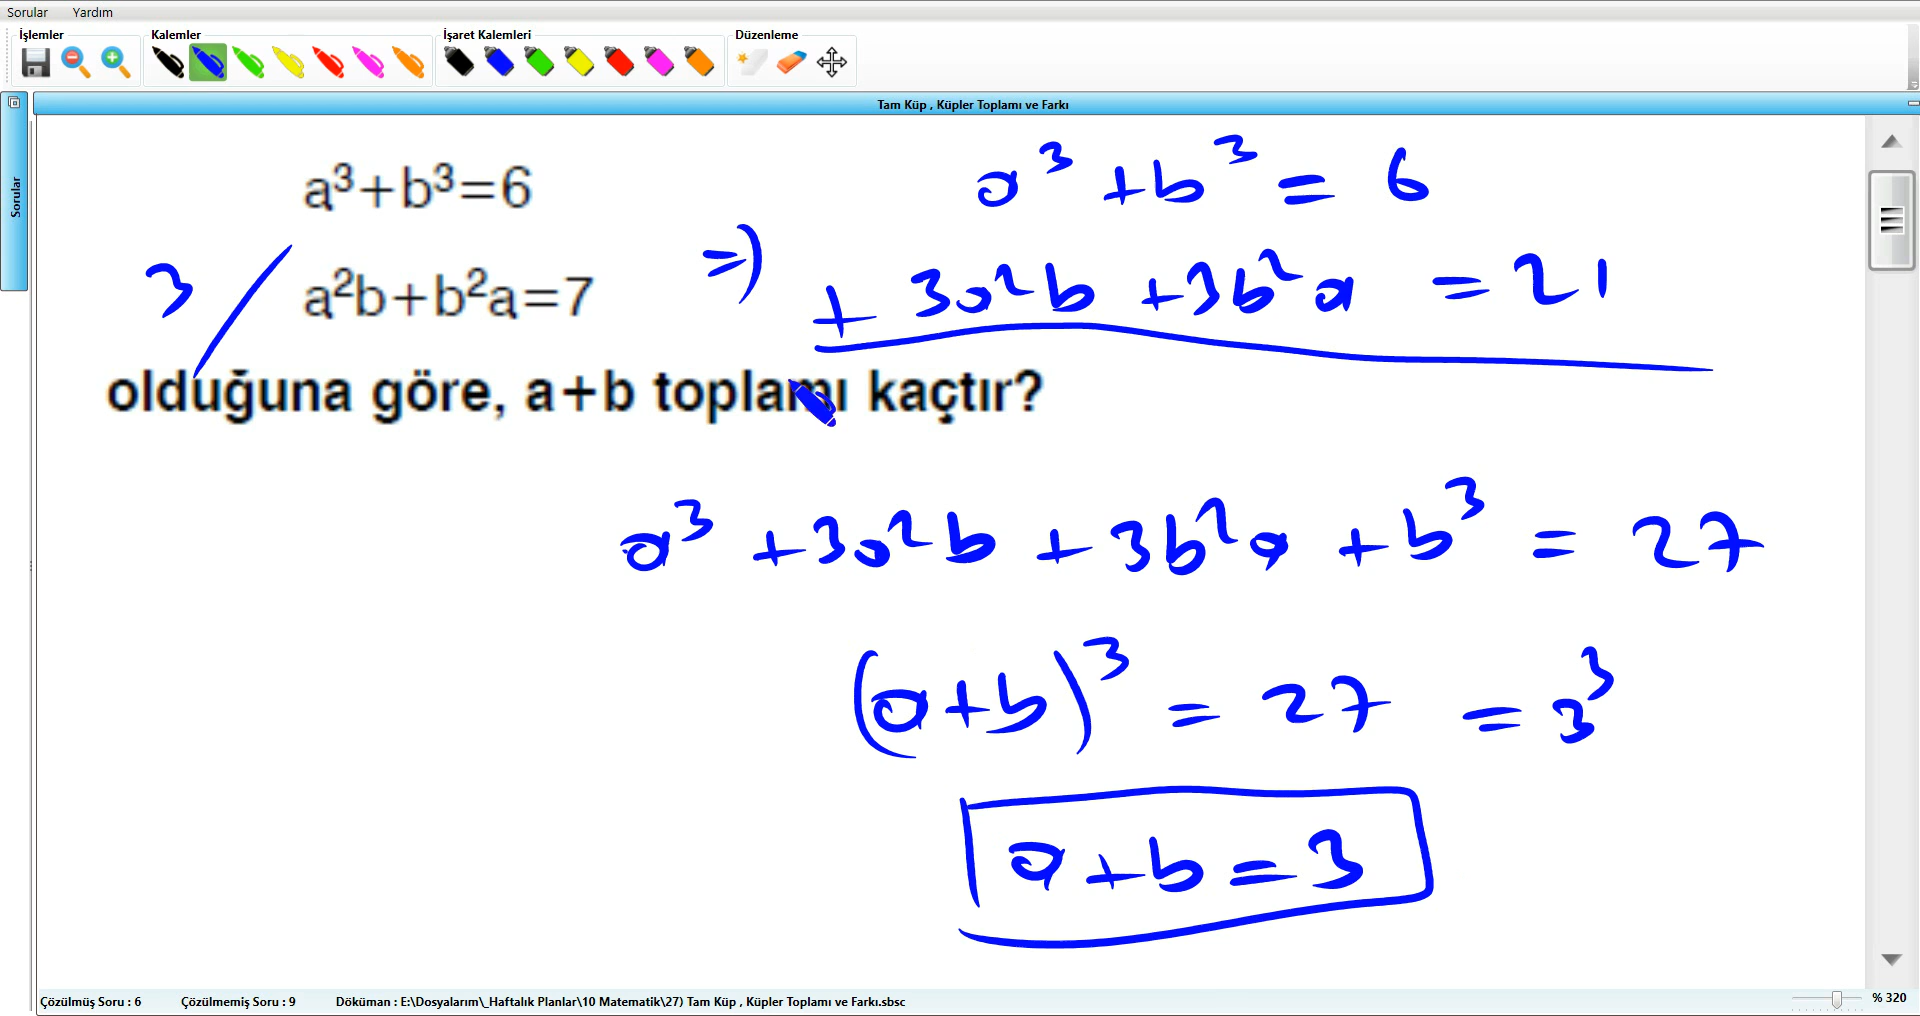 Sorular Yardım
İşlemler Kalemler İşaret Kalemleri Düzenleme
Tam Küp , Küpler Toplamı ve Farkı
Sorular
a³+b³=6
a²b+b²a=7
olduğuna göre, a+b toplamı kaçtır?
3/
=>)
a³ +b³ = 6
+ 3a²b +3b²a = 21
a³ +3a²b +3b²a +b³ = 27
(a+b)³ = 27 = 3³
a+b=3
Çözülmüş Soru : 6 Çözülmemiş Soru : 9 Döküman : E:\Dosyalarım\_Haftalık Planlar\10 Matematik\27) Tam Küp , Küpler Toplamı ve Farkı.sbsc % 320